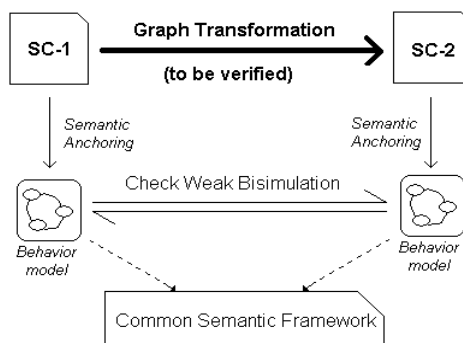 Graph Transformation
SC-1
SC-2
(to be verified)
Semantic
Anchoring
Semantic
Anchoring
Check Weak Bisimulation
Behavior
model
Behavior
model
Common Semantic Framework